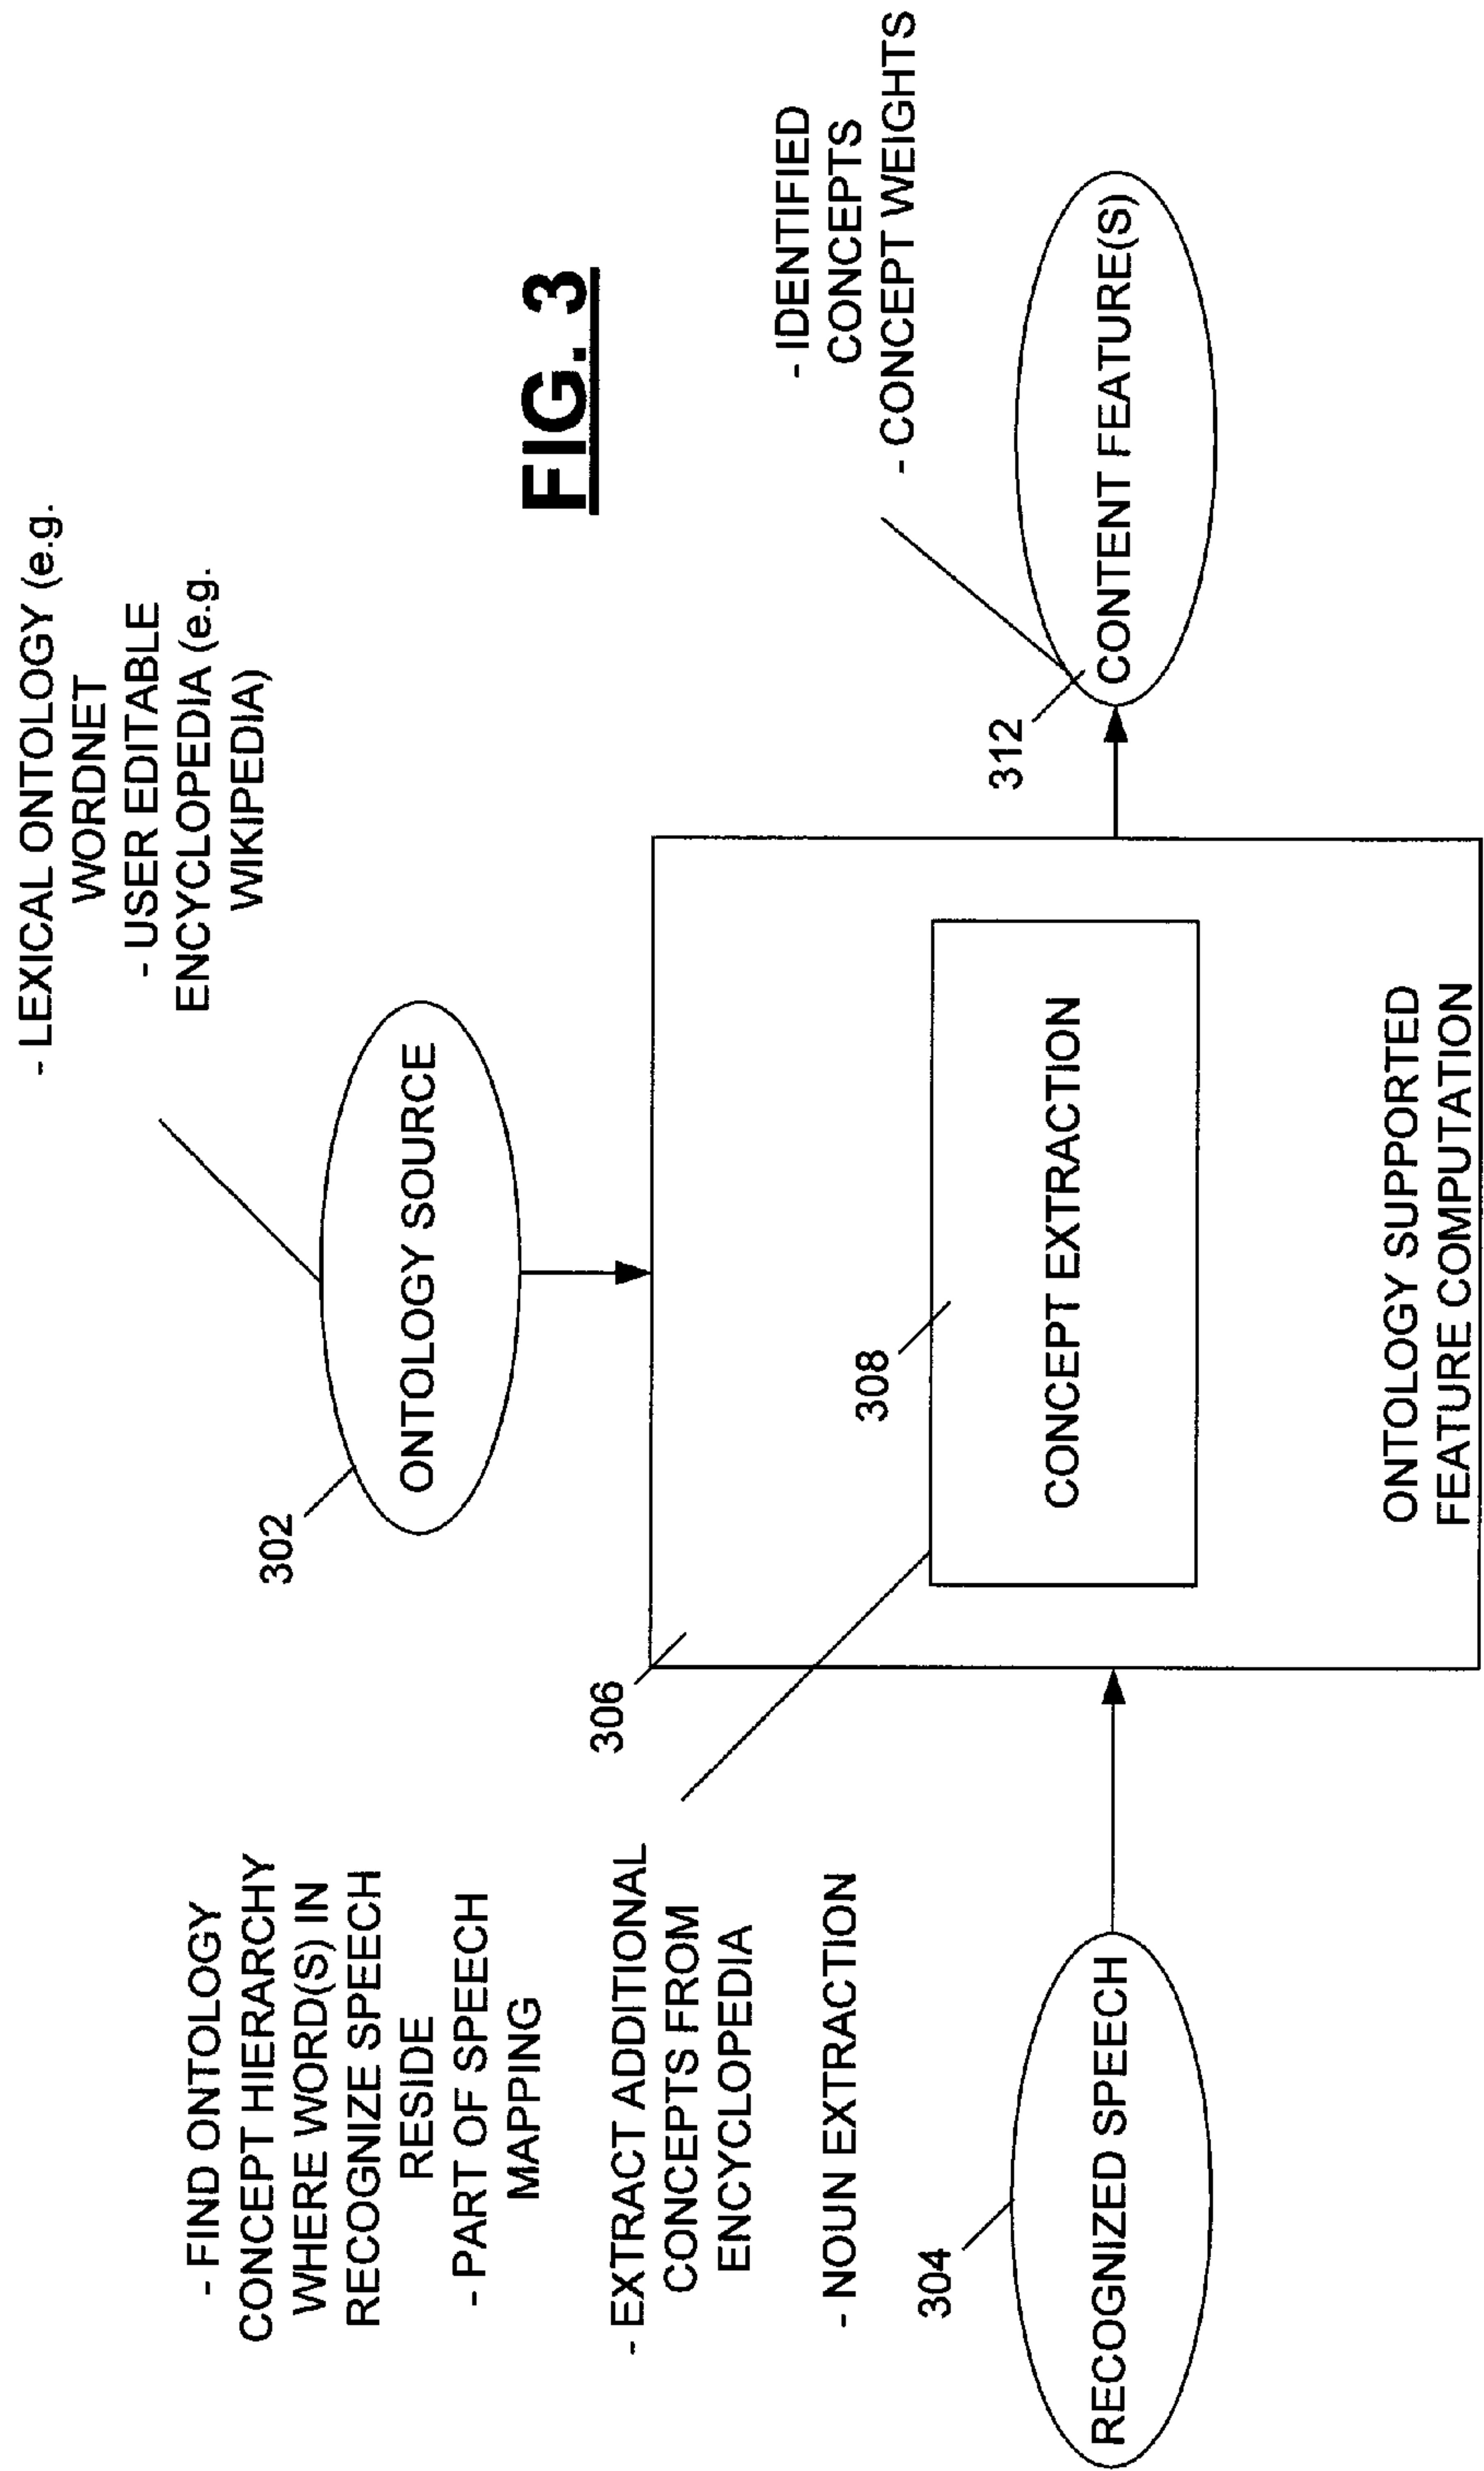 - LEXICAL ONTOLOGY (e.g.
WORDNET
- USER EDITABLE
ENCYCLOPEDIA (e.g.
WIKIPEDIA)
- FIND ONTOLOGY
CONCEPT HIERARCHY
WHERE WORD(S) IN
RECOGNIZE SPEECH
RESIDE
- PART OF SPEECH
MAPPING
- EXTRACT ADDITIONAL
CONCEPTS FROM
ENCYCLOPEDIA
- NOUN EXTRACTION
302
ONTOLOGY SOURCE
FIG. 3
306
308
CONCEPT EXTRACTION
ONTOLOGY SUPPORTED
FEATURE COMPUTATION
304
RECOGNIZED SPEECH
- IDENTIFIED
CONCEPTS
- CONCEPT WEIGHTS
312
CONTENT FEATURE(S)